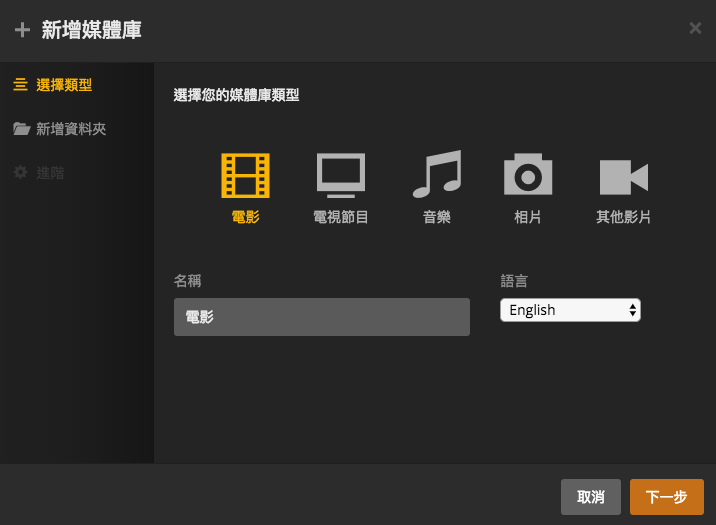 新增媒體庫
選擇類型
新增資料夾
進階
選擇您的媒體庫類型
電影
電視節目
音樂
相片
其他影片
名稱
語言
電影
English
取消
下一步